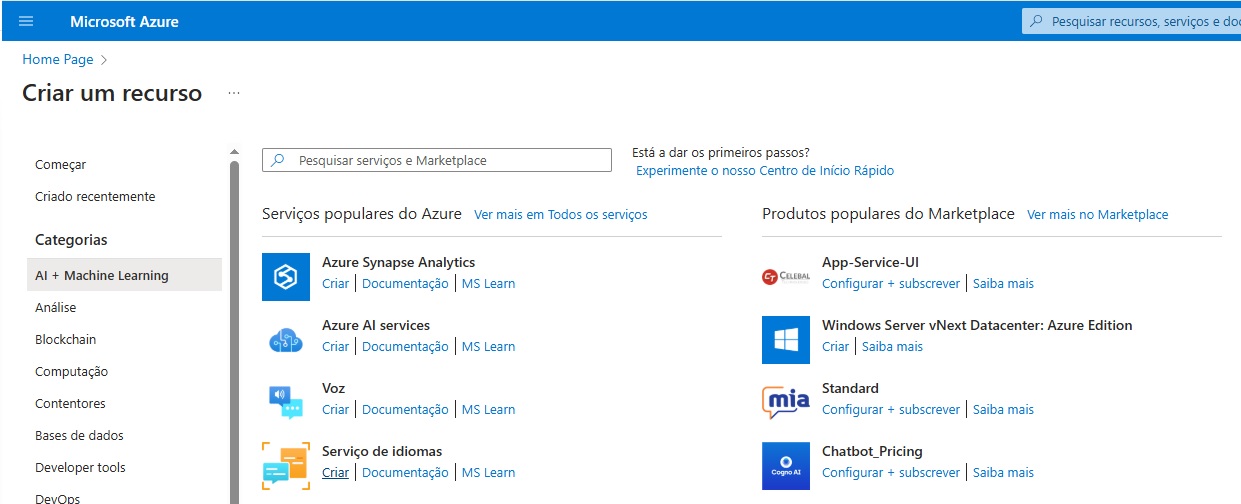 Microsoft Azure
Pesquisar recursos, serviços e do
Home Page
Criar um recurso
...
Começar
Criado recentemente
Categorias
AI + Machine Learning
Análise
Blockchain
Computação
Contentores
Bases de dados
Developer tools
DevOps
Pesquisar serviços e Marketplace
Está a dar os primeiros passos?
Experimente o nosso Centro de Início Rápido
Serviços populares do Azure Ver mais em Todos os serviços
Azure Synapse Analytics
Criar | Documentação | MS Learn
Azure AI services
Criar | Documentação | MS Learn
Voz
Criar | Documentação | MS Learn
Serviço de idiomas
Criar | Documentação | MS Learn
Produtos populares do Marketplace Ver mais no Marketplace
CT CELEBAL
App-Service-UI
Configurar + subscrever | Saiba mais
Windows Server vNext Datacenter: Azure Edition
Criar | Saiba mais
mia
Standard
Configurar + subscrever | Saiba mais
Cogno AI
Chatbot_Pricing
Configurar + subscrever | Saiba mais